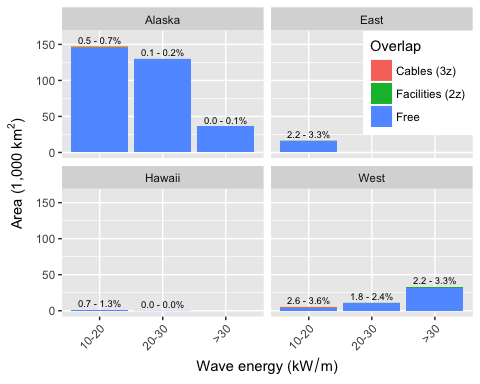 Alaska
East
Overlap
Cables (3z)
Facilities (2z)
Free
0.5 - 0.7%
0.1 - 0.2%
0.0 - 0.1%
2.2 - 3.3%
150
100
50
0
Hawaii
West
0.7 - 1.3%
0.0 - 0.0%
2.6 - 3.6%
1.8 - 2.4%
2.2 - 3.3%
150
100
50
0
10-20
20-30
>30
10-20
20-30
>30
Area (1,000 km²)
Wave energy (kW/m)